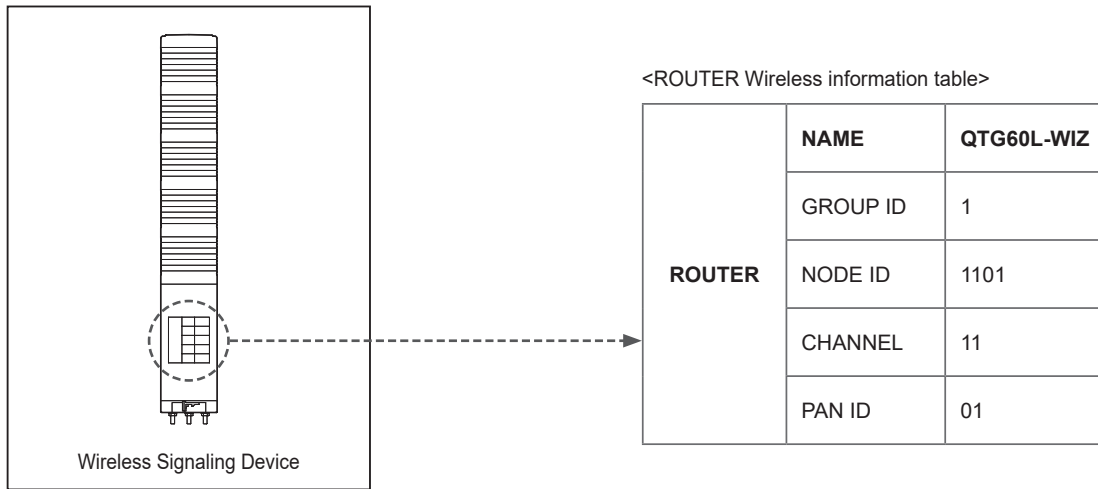 <ROUTER Wireless information table>
ROUTER
NAME QTG60L-WIZ
GROUP ID 1
NODE ID 1101
CHANNEL 11
PAN ID 01
Wireless Signaling Device